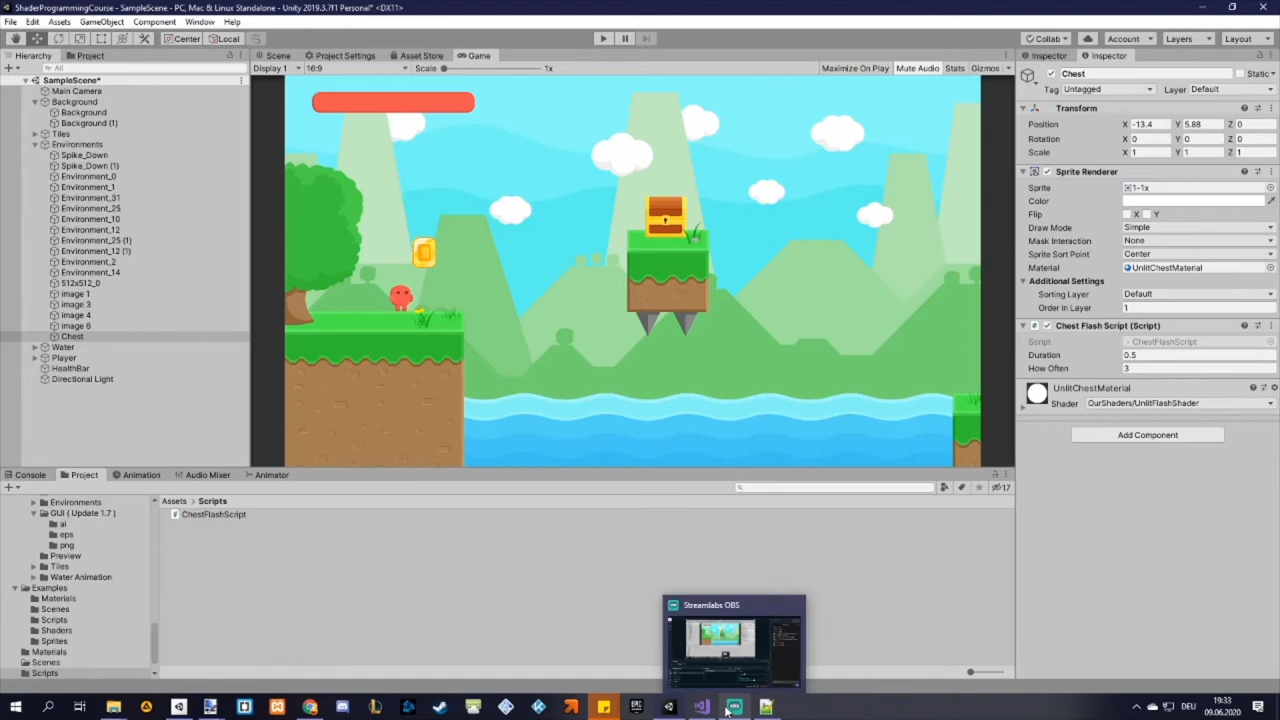 ShaderProgrammingCourse - SampleScene - PC, Mac & Linux Standalone - Unity 2019.3.7f1 Personal* <DX11>
File Edit Assets GameObject Component Window Help
Center Local Collab Account Layers Layout
Hierarchy Project Scene Project Settings Asset Store Game Inspector Inspector
All Display 1 16:9 Scale 1x Maximize On Play Mute Audio Stats Gizmos
Chest Static
Tag Untagged Layer Default
Transform
Position X -13.4 Y 5.88 Z 0
Rotation X 0 Y 0 Z 0
Scale X 1 Y 1 Z 1
Sprite Renderer
Sprite 1-1x
Color
Flip X Y
Draw Mode Simple
Mask Interaction None
Sprite Sort Point Center
Material UnlitChestMaterial
Additional Settings
Sorting Layer Default
Order in Layer 1
Chest Flash Script (Script)
Script ChestFlashScript
Duration 0.5
How Often 3
UnlitChestMaterial
Shader OurShaders/UnlitFlashShader
Add Component
SampleScene*
Main Camera
Background
Background
Background (1)
Tiles
Environments
Spike_Down
Spike_Down (1)
Environment_0
Environment_1
Environment_31
Environment_25
Environment_10
Environment_12
Environment_25 (1)
Environment_12 (1)
Environment_2
Environment_14
512x512_0
image 1
image 3
image 4
image 6
Chest
Water
Player
HealthBar
Directional Light
Console Project Animation Audio Mixer Animator
17
Assets > Scripts
ChestFlashScript
Environments
GUI ( Update 1.7 )
ai
eps
png
Preview
Tiles
Water Animation
Examples
Materials
Scenes
Scripts
Shaders
Sprites
Materials
Scenes
Scripts
Streamlabs OBS
DEU
19:33
09.06.2020